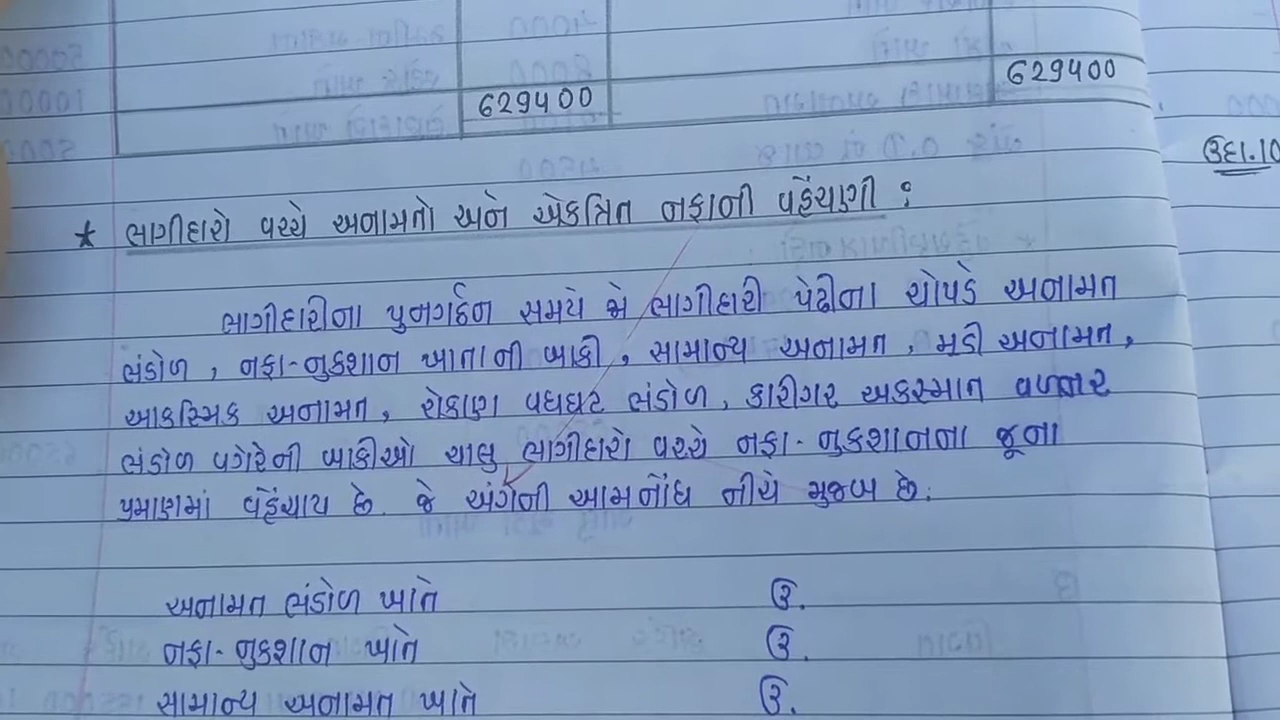 629400
629400
ઉદા.10
* ભાગીદારો વચ્ચે અનામતો અને એકત્રિત નફાની વહેંચણી :
ભાગીદારીના પુનર્ગઠન સમયે જો ભાગીદારી પેઢીના ચોપડે અનામત
ભંડોળ, નફા-નુકશાન ખાતાની બાકી, સામાન્ય અનામત, મૂડી અનામત,
આકસ્મિક અનામત, રોકાણ વધઘટ ભંડોળ, કારીગર અકસ્માત વળતર
ભંડોળ વગેરેની બાકીઓ ચાલુ ભાગીદારો વચ્ચે નફા-નુકશાનના જૂના
પ્રમાણમાં વહેંચાય છે. જે અંગેની આમનોંધ નીચે મુજબ છે.
અનામત ભંડોળ ખાતે ઉ.
નફા-નુકશાન ખાતે ઉ.
સામાન્ય અનામત ખાતે ઉ.